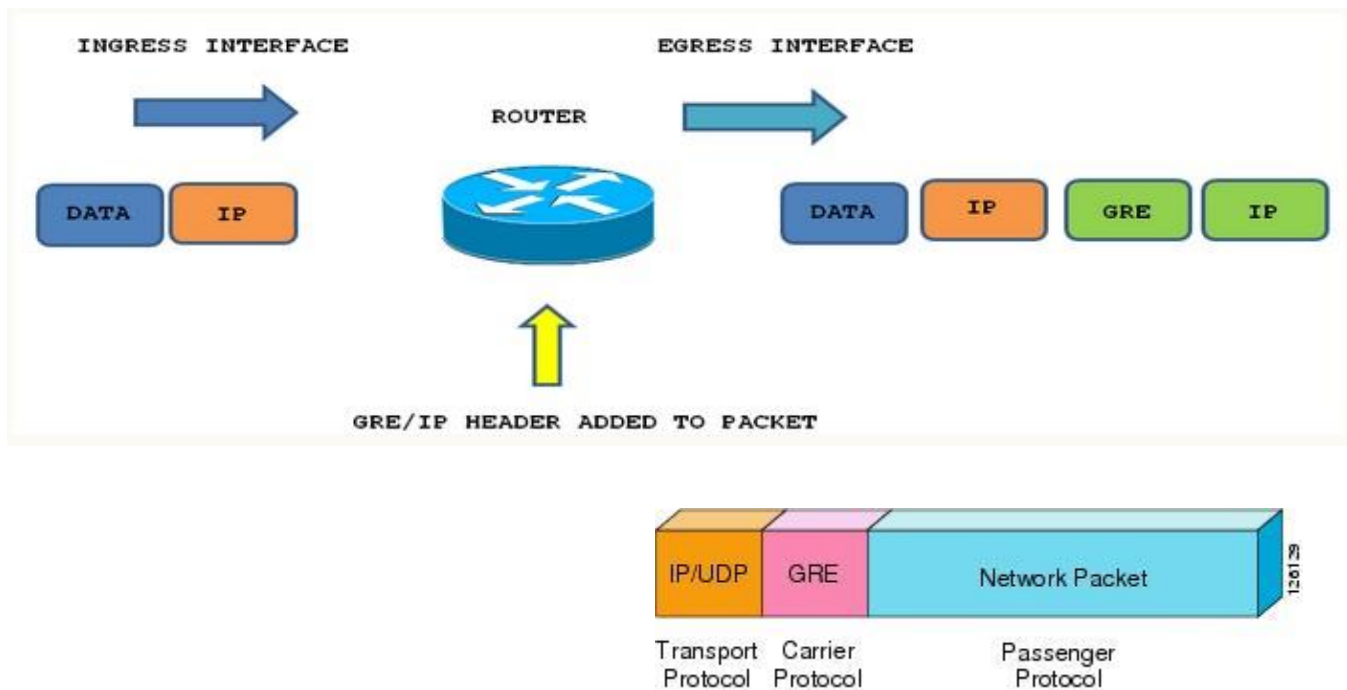 INGRESS INTERFACE
EGRESS INTERFACE
ROUTER
DATA IP
DATA IP GRE IP
GRE/IP HEADER ADDED TO PACKET
IP/UDP GRE Network Packet
126129
Transport Protocol
Carrier Protocol
Passenger Protocol